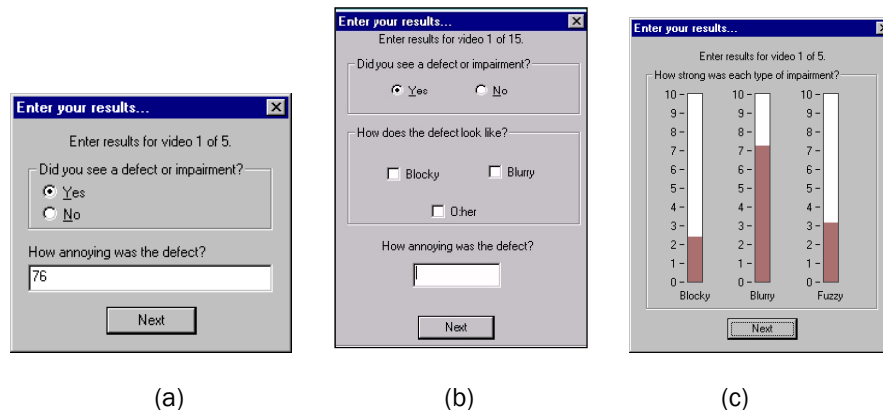 Enter your results...
Enter results for video 1 of 5.
Did you see a defect or impairment?
Yes
No
How annoying was the defect?
76
Next
(a)
Enter your results...
Enter results for video 1 of 15.
Did you see a defect or impairment?
Yes No
How does the defect look like?
Blocky Blurry
Other
How annoying was the defect?
Next
(b)
Enter your results...
Enter results for video 1 of 5.
How strong was each type of impairment?
10 10 10
9 9 9
8 8 8
7 7 7
6 6 6
5 5 5
4 4 4
3 3 3
2 2 2
1 1 1
0 0 0
Blocky Blurry Fuzzy
Next
(c)